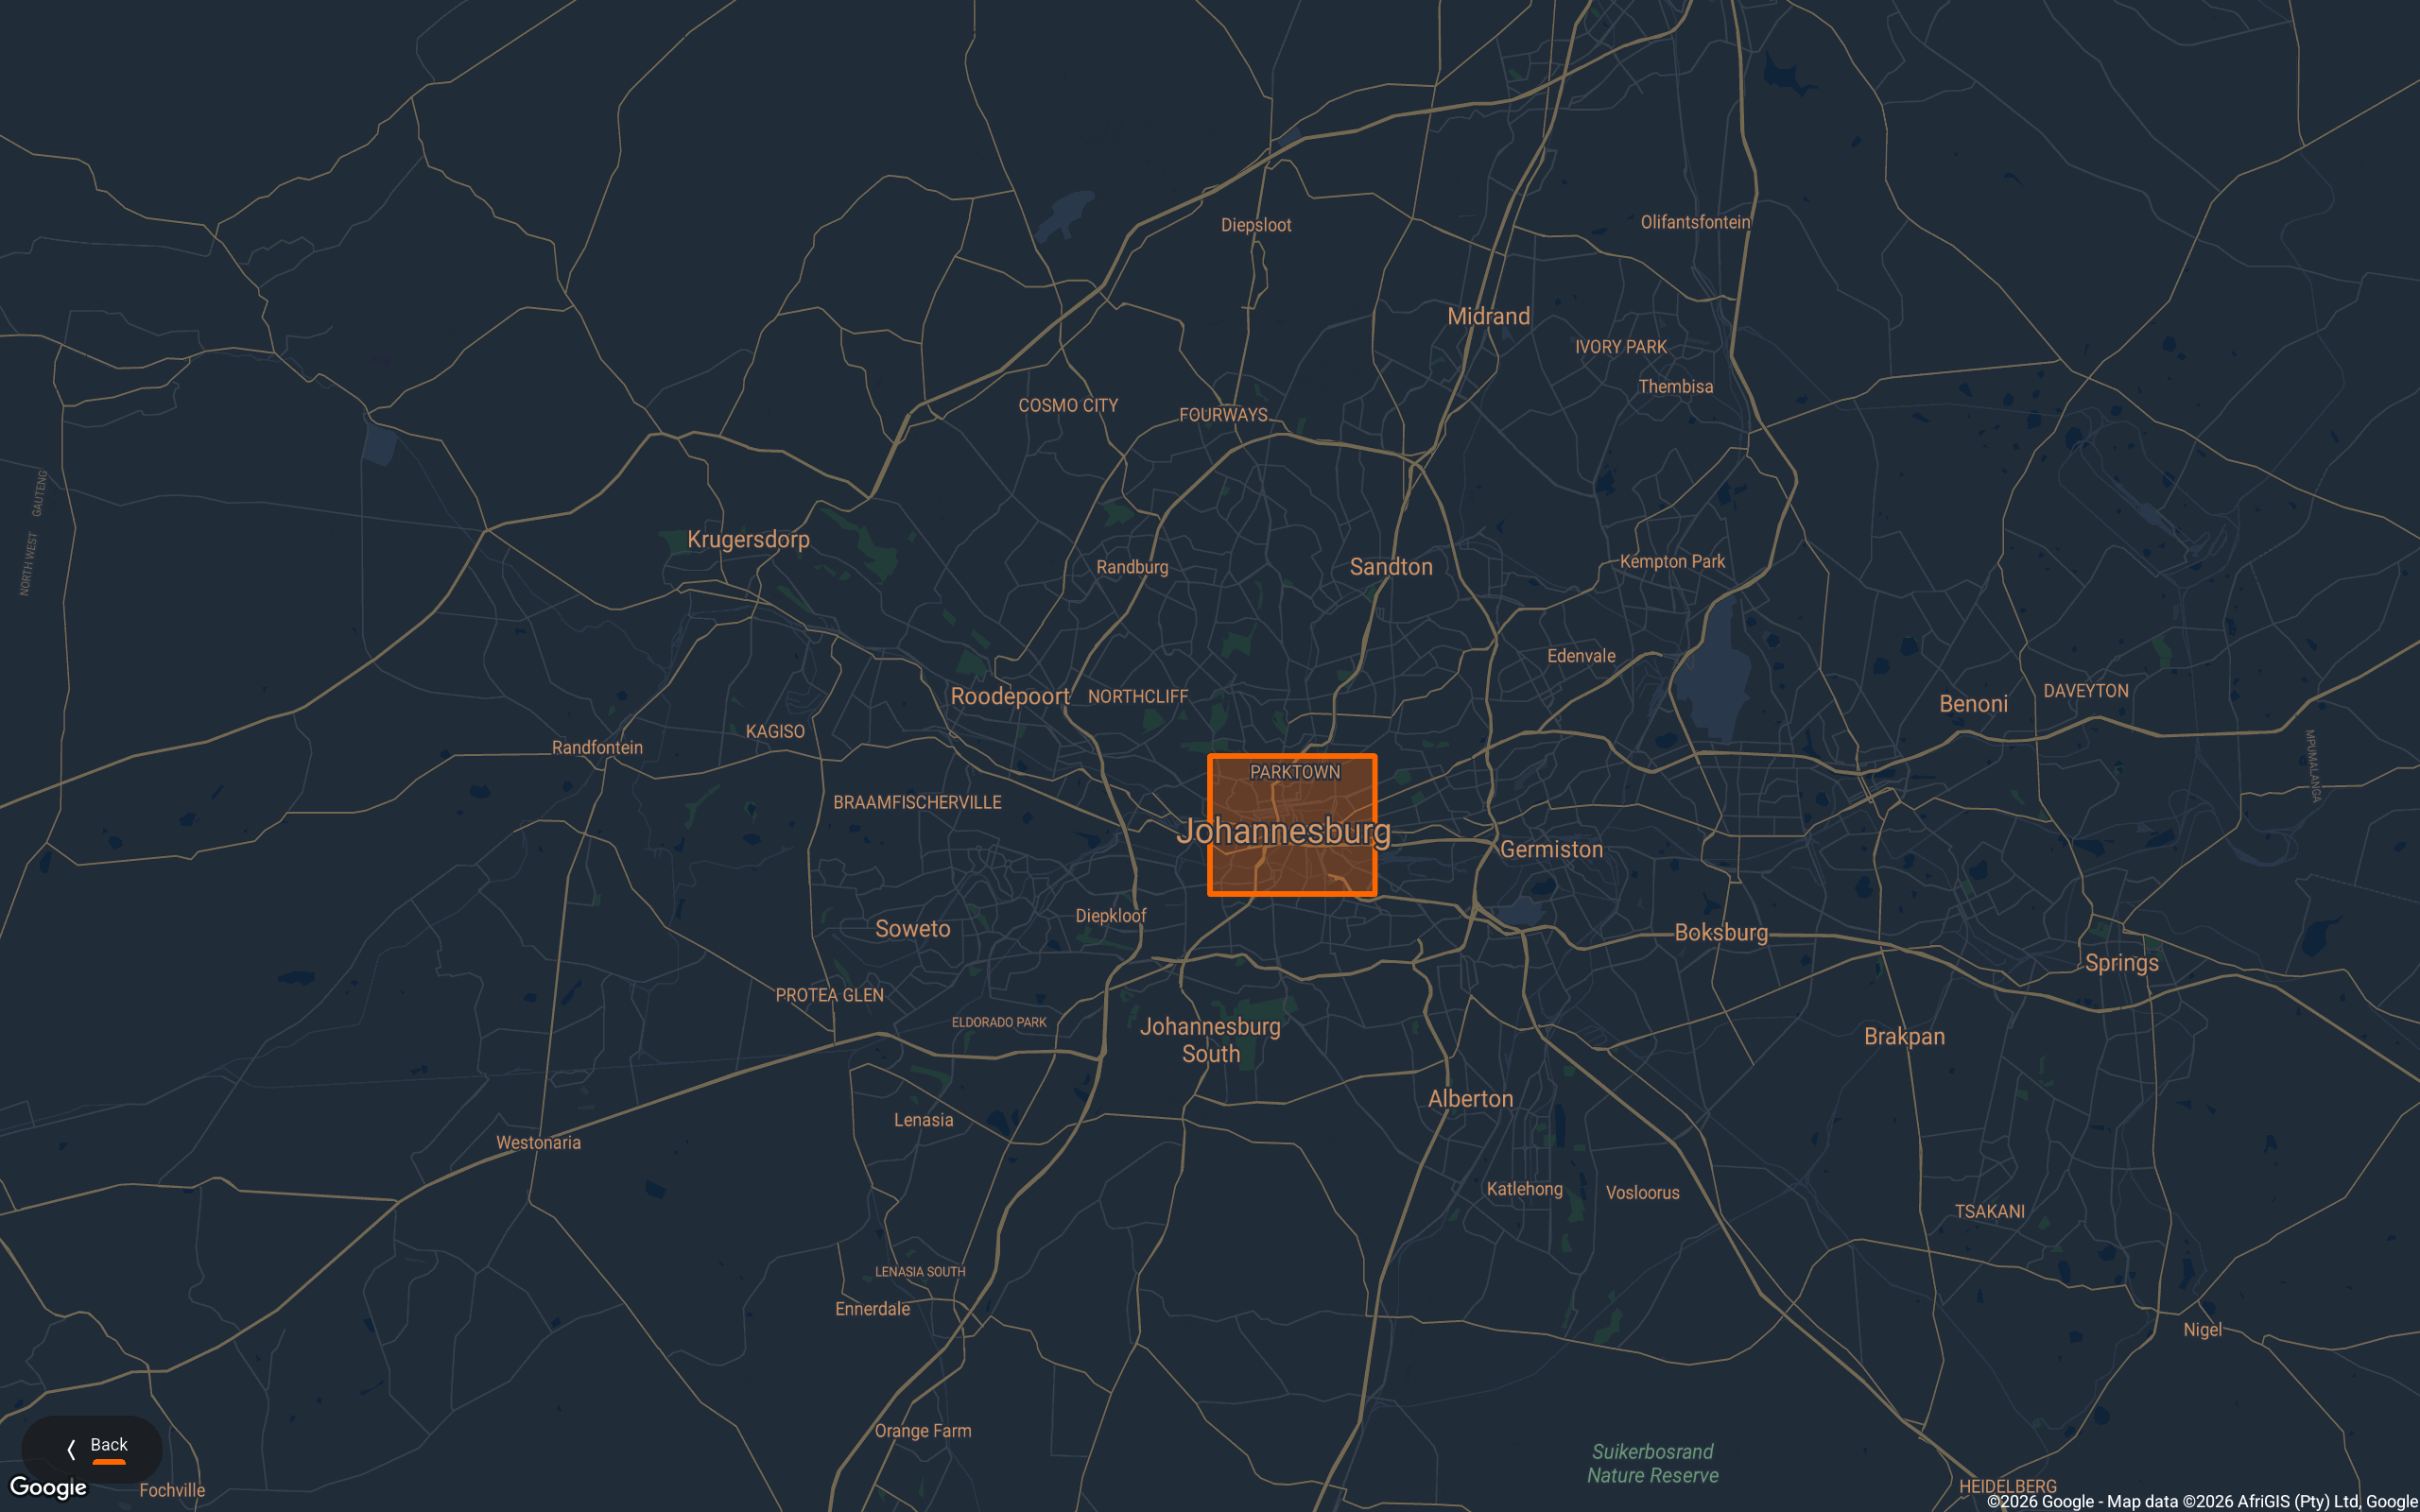 Diepsloot
Olifantsfontein
Midrand
IVORY PARK
Thembisa
COSMO CITY
FOURWAYS
GAUTENG
NORTH WEST
Krugersdorp
Randburg
Sandton
Kempton Park
Edenvale
Roodepoort
NORTHCLIFF
Benoni
DAVEYTON
KAGISO
Randfontein
MPUMALANGA
PARKTOWN
BRAAMFISCHERVILLE
Johannesburg
Germiston
Diepkloof
Soweto
Boksburg
Springs
PROTEA GLEN
ELDORADO PARK
Johannesburg
South
Brakpan
Alberton
Lenasia
Westonaria
Katlehong
Vosloorus
TSAKANI
LENASIA SOUTH
Ennerdale
Nigel
Orange Farm
Suikerbosrand
Nature Reserve
Back
Google
Fochville
HEIDELBERG
©2026 Google - Map data ©2026 AfriGIS (Pty) Ltd, Google